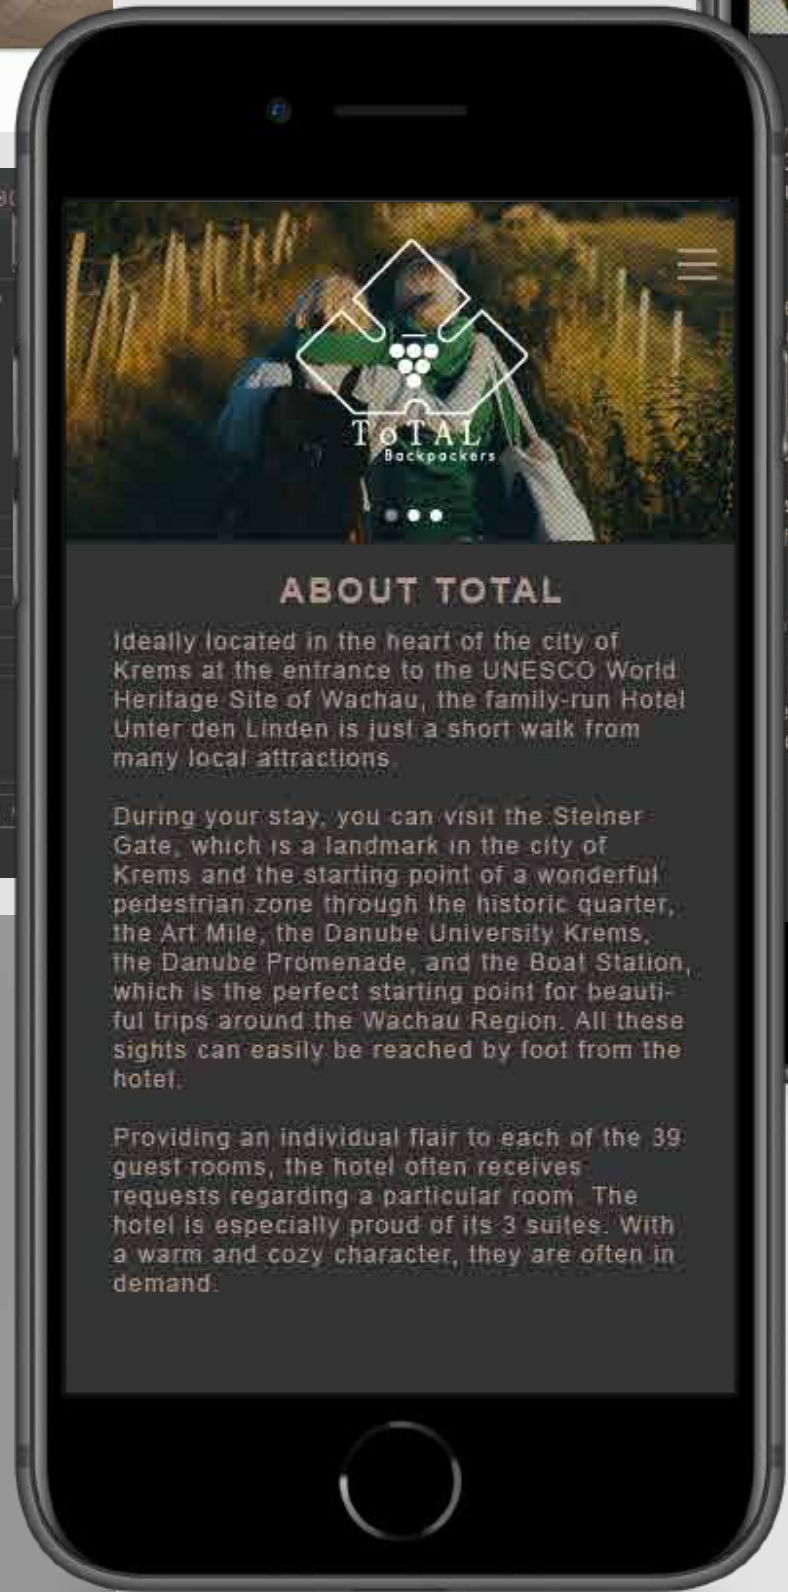 ToTAL
Backpackers
ABOUT TOTAL
Ideally located in the heart of the city of
Krems at the entrance to the UNESCO World
Heritage Site of Wachau, the family-run Hotel
Unter den Linden is just a short walk from
many local attractions.
During your stay, you can visit the Steiner
Gate, which is a landmark in the city of
Krems and the starting point of a wonderful
pedestrian zone through the historic quarter,
the Art Mile, the Danube University Krems,
the Danube Promenade, and the Boat Station,
which is the perfect starting point for beauti-
ful trips around the Wachau Region. All these
sights can easily be reached by foot from the
hotel.
Providing an individual flair to each of the 39
guest rooms, the hotel often receives
requests regarding a particular room. The
hotel is especially proud of its 3 suites. With
a warm and cozy character, they are often in
demand.